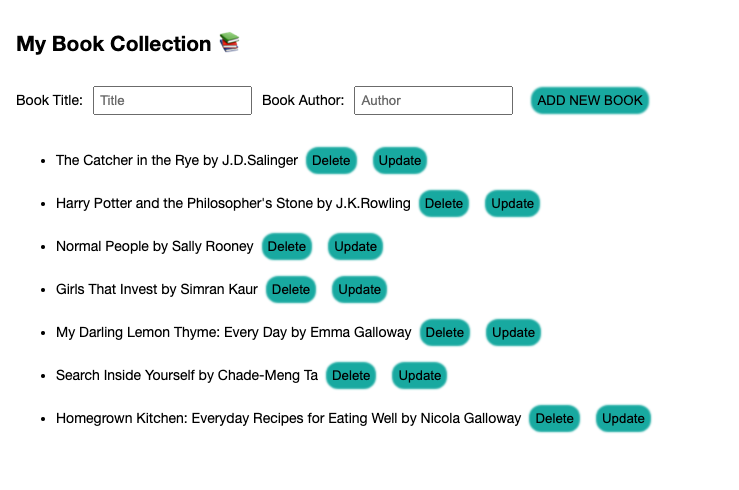 My Book Collection 📚
Book Title: Title Book Author: Author ADD NEW BOOK
• The Catcher in the Rye by J.D.Salinger Delete Update
• Harry Potter and the Philosopher's Stone by J.K.Rowling Delete Update
• Normal People by Sally Rooney Delete Update
• Girls That Invest by Simran Kaur Delete Update
• My Darling Lemon Thyme: Every Day by Emma Galloway Delete Update
• Search Inside Yourself by Chade-Meng Ta Delete Update
• Homegrown Kitchen: Everyday Recipes for Eating Well by Nicola Galloway Delete Update